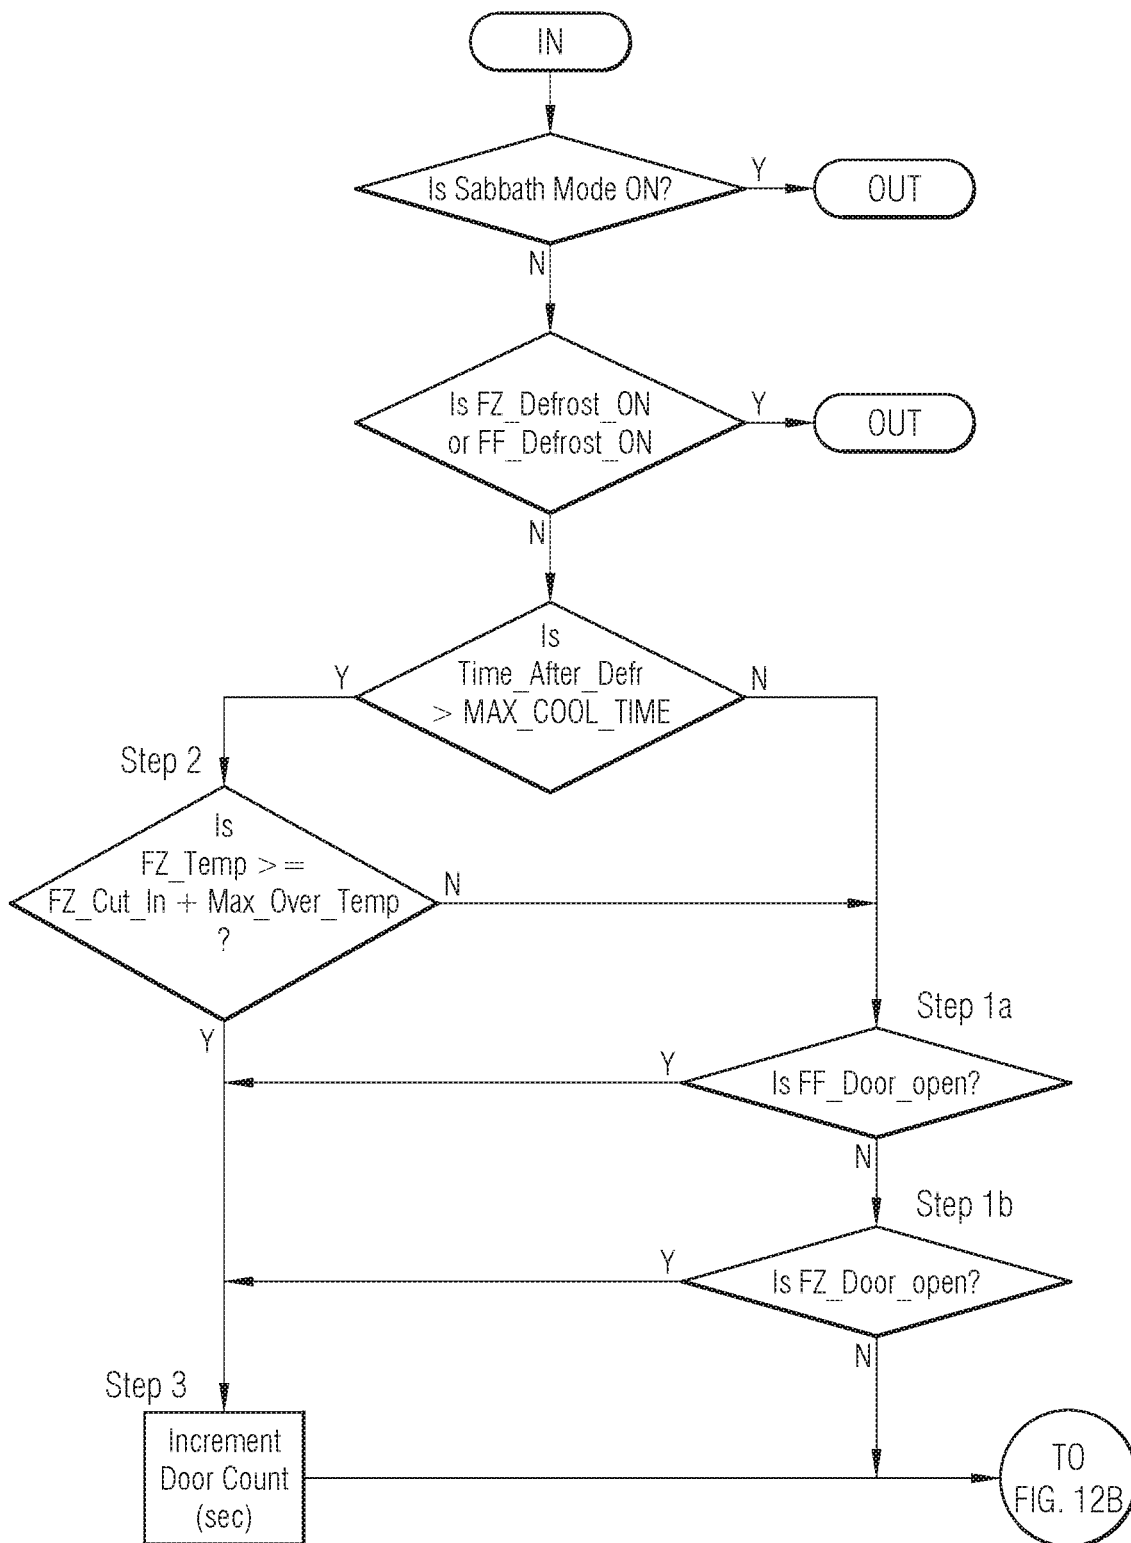 IN
Is Sabbath Mode ON?
Y
OUT
N
Is FZ_Defrost_ON
or FF_Defrost_ON
Y
OUT
N
Is
Time_After_Defr
> MAX_COOL_TIME
Y
N
Step 2
Is
FZ_Temp >=
FZ_Cut_In + Max_Over_Temp
?
N
Y
Step 1a
Is FF_Door_open?
Y
N
Step 1b
Is FZ_Door_open?
Y
N
Step 3
Increment
Door Count
(sec)
TO
FIG. 12B